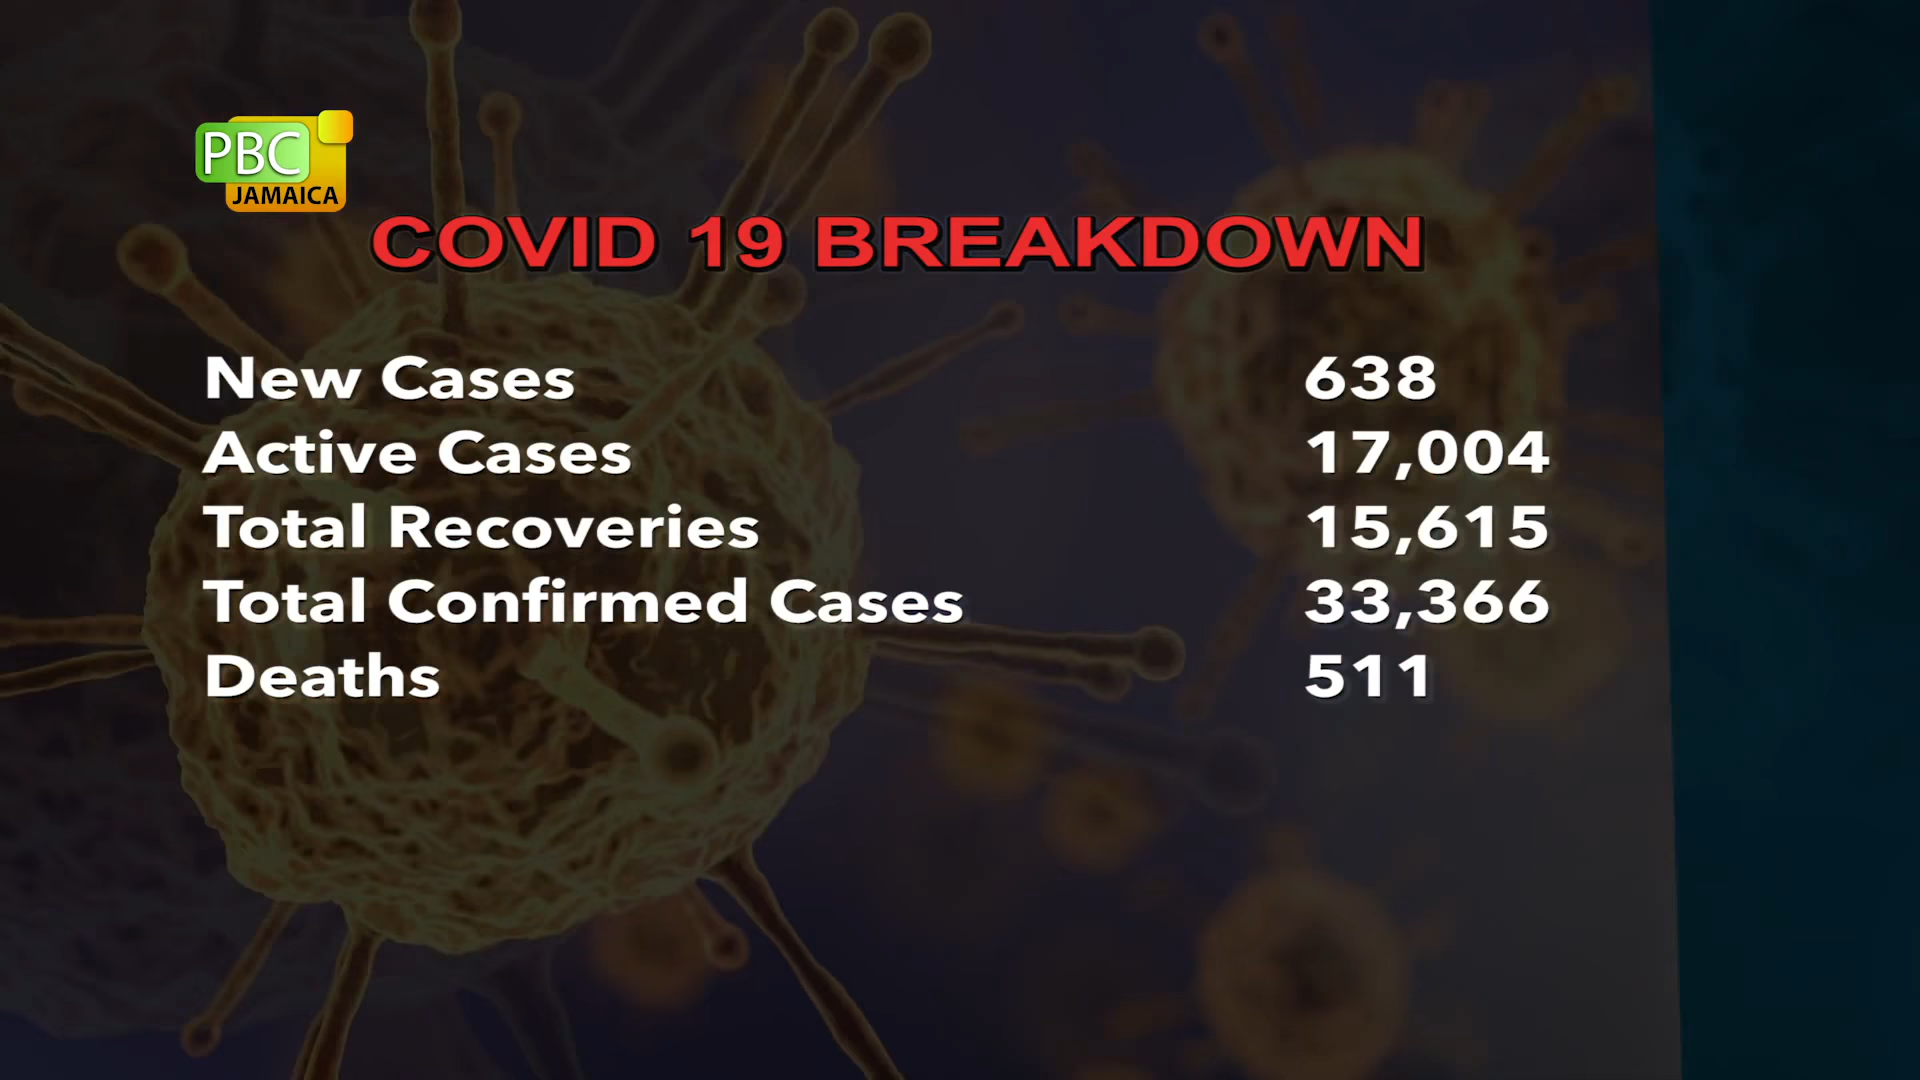 PBC
JAMAICA
COVID 19 BREAKDOWN
New Cases 638
Active Cases 17,004
Total Recoveries 15,615
Total Confirmed Cases 33,366
Deaths 511